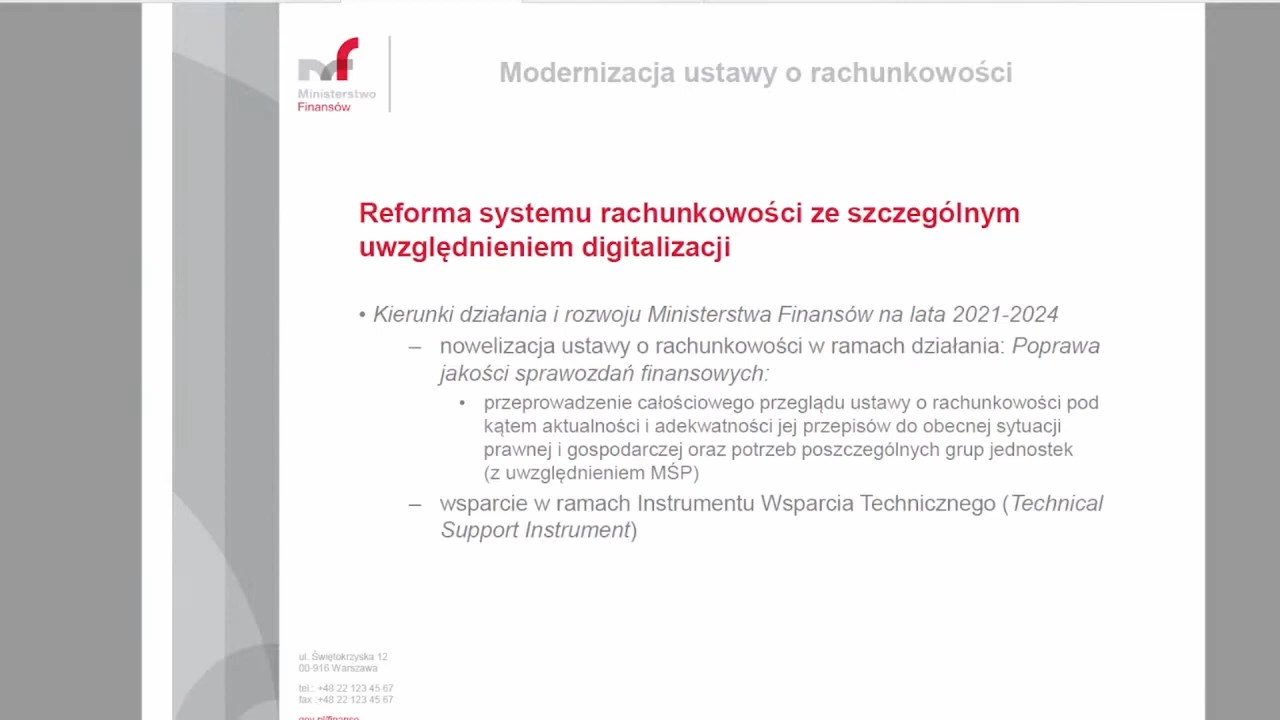 Ministerstwo
Finansów
Modernizacja ustawy o rachunkowości
Reforma systemu rachunkowości ze szczególnym
uwzględnieniem digitalizacji
• Kierunki działania i rozwoju Ministerstwa Finansów na lata 2021-2024
– nowelizacja ustawy o rachunkowości w ramach działania: Poprawa
jakości sprawozdań finansowych:
• przeprowadzenie całościowego przeglądu ustawy o rachunkowości pod
kątem aktualności i adekwatności jej przepisów do obecnej sytuacji
prawnej i gospodarczej oraz potrzeb poszczególnych grup jednostek
(z uwzględnieniem MŚP)
– wsparcie w ramach Instrumentu Wsparcia Technicznego (Technical
Support Instrument)
ul. Świętokrzyska 12
00-916 Warszawa
tel.: +48 22 123 45 67
fax :+48 22 123 45 67
gov.pl/finanse